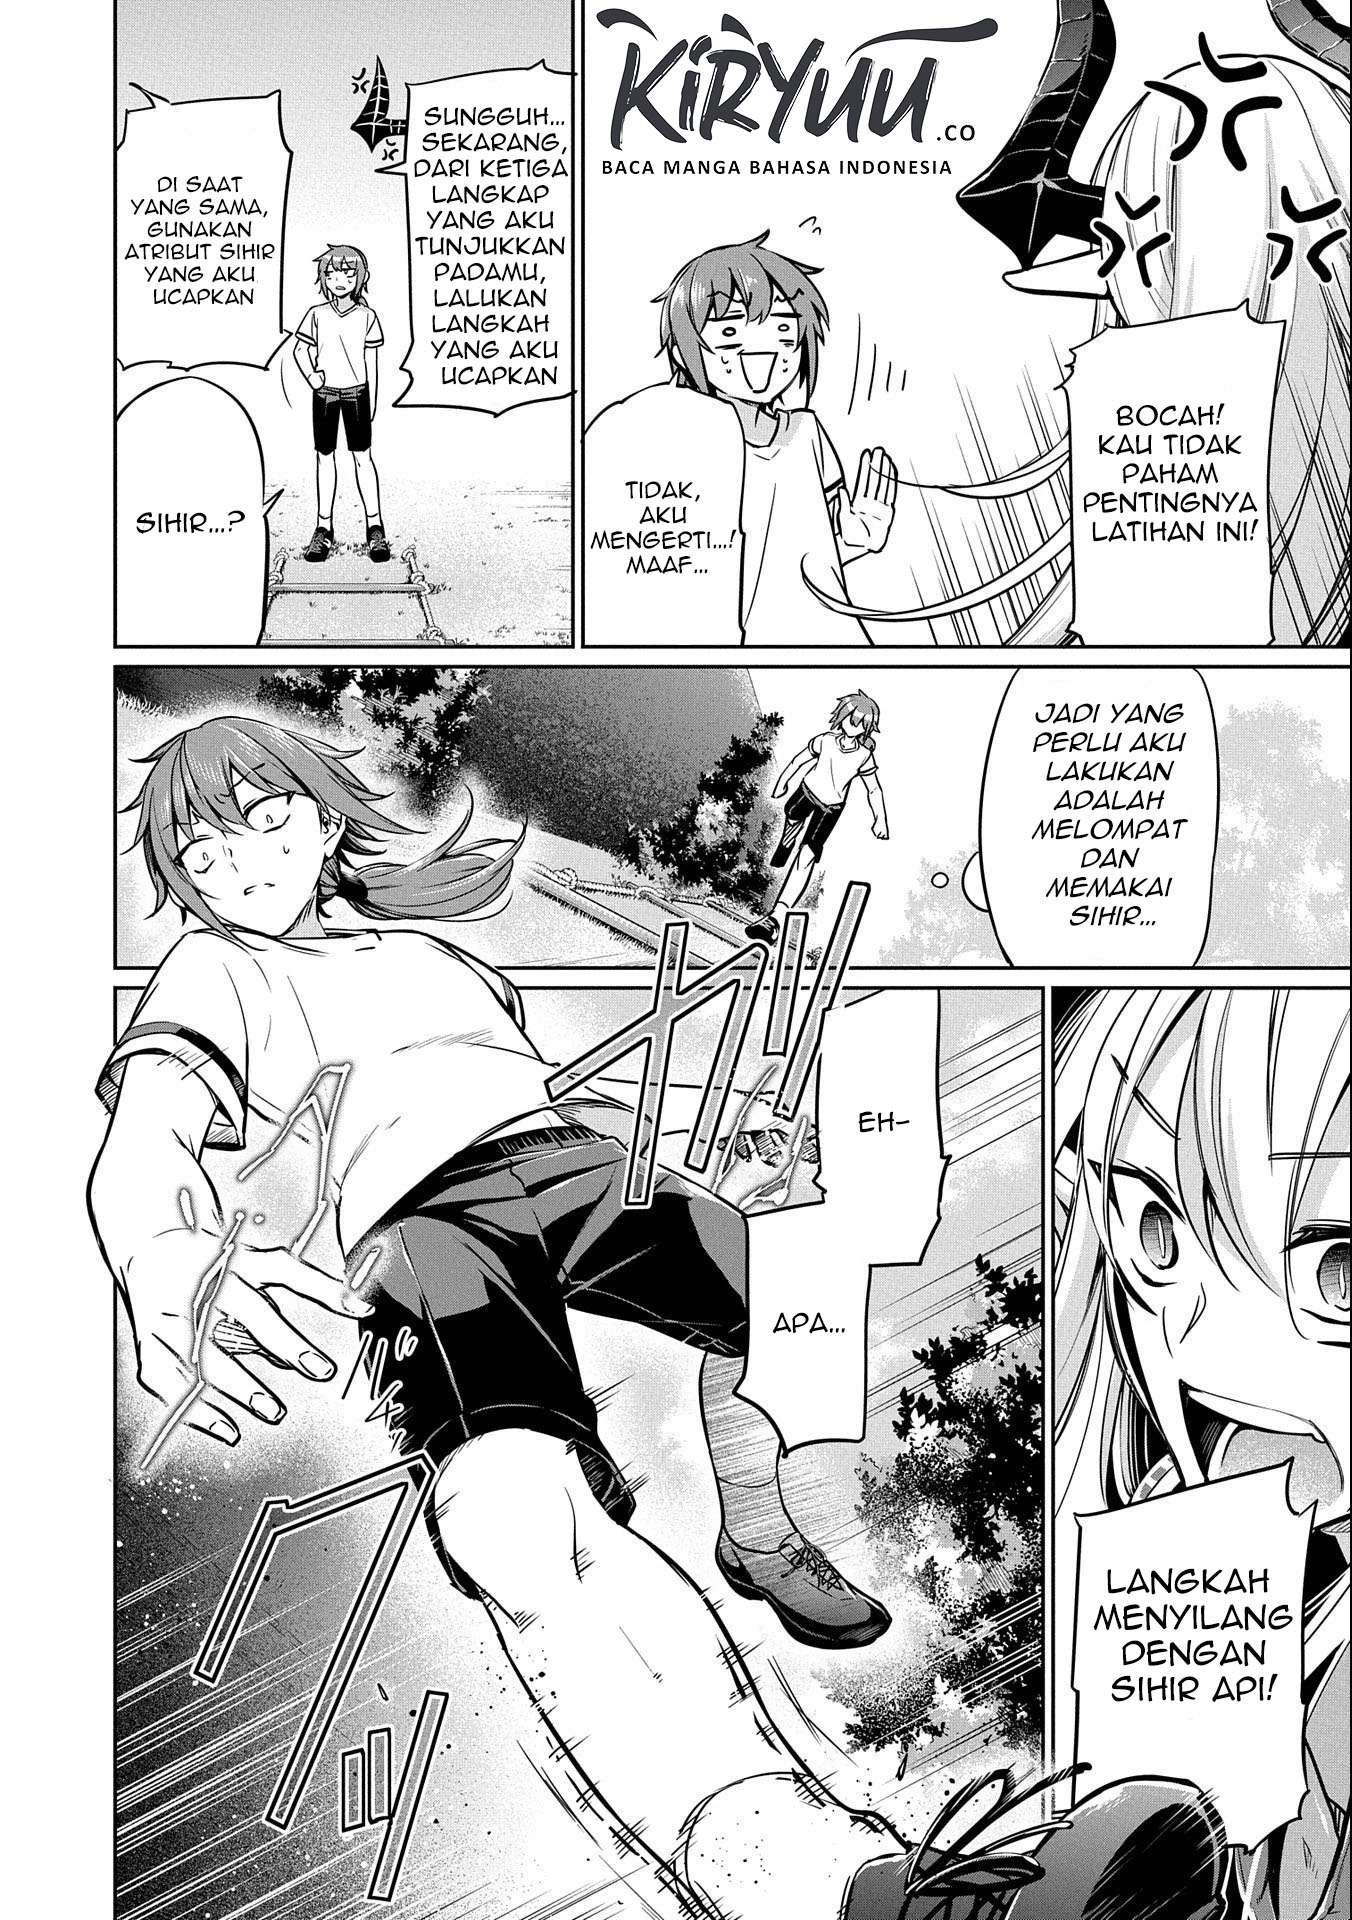 KIRYUU.CO
BACA MANGA BAHASA INDONESIA
BOCAH!
KAU TIDAK
PAHAM
PENTINGNYA
LATIHAN INI!
TIDAK,
AKU
MENGERTI...!
MAAF...
SUNGGUH...
SEKARANG,
DARI KETIGA
LANGKAP
YANG AKU
TUNJUKKAN
PADAMU,
LALUKAN
LANGKAH
YANG AKU
UCAPKAN
DI SAAT
YANG SAMA,
GUNAKAN
ATRIBUT SIHIR
YANG AKU
UCAPKAN
SIHIR...?
JADI YANG
PERLU AKU
LAKUKAN
ADALAH
MELOMPAT
DAN
MEMAKAI
SIHIR...
LANGKAH
MENYILANG
DENGAN
SIHIR API!
EH-
APA...